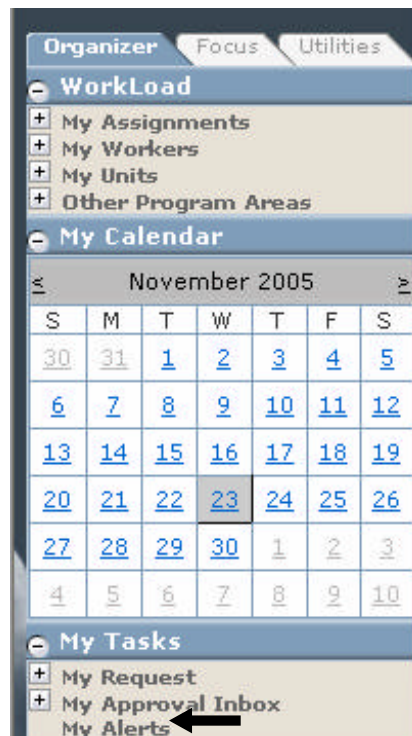 Organizer Focus Utilities
WorkLoad
My Assignments
My Workers
My Units
Other Program Areas
My Calendar
< November 2005 >
S M T W T F S
30 31 1 2 3 4 5
6 7 8 9 10 11 12
13 14 15 16 17 18 19
20 21 22 23 24 25 26
27 28 29 30 1 2 3
4 5 6 7 8 9 10
My Tasks
My Request
My Approval Inbox
My Alerts